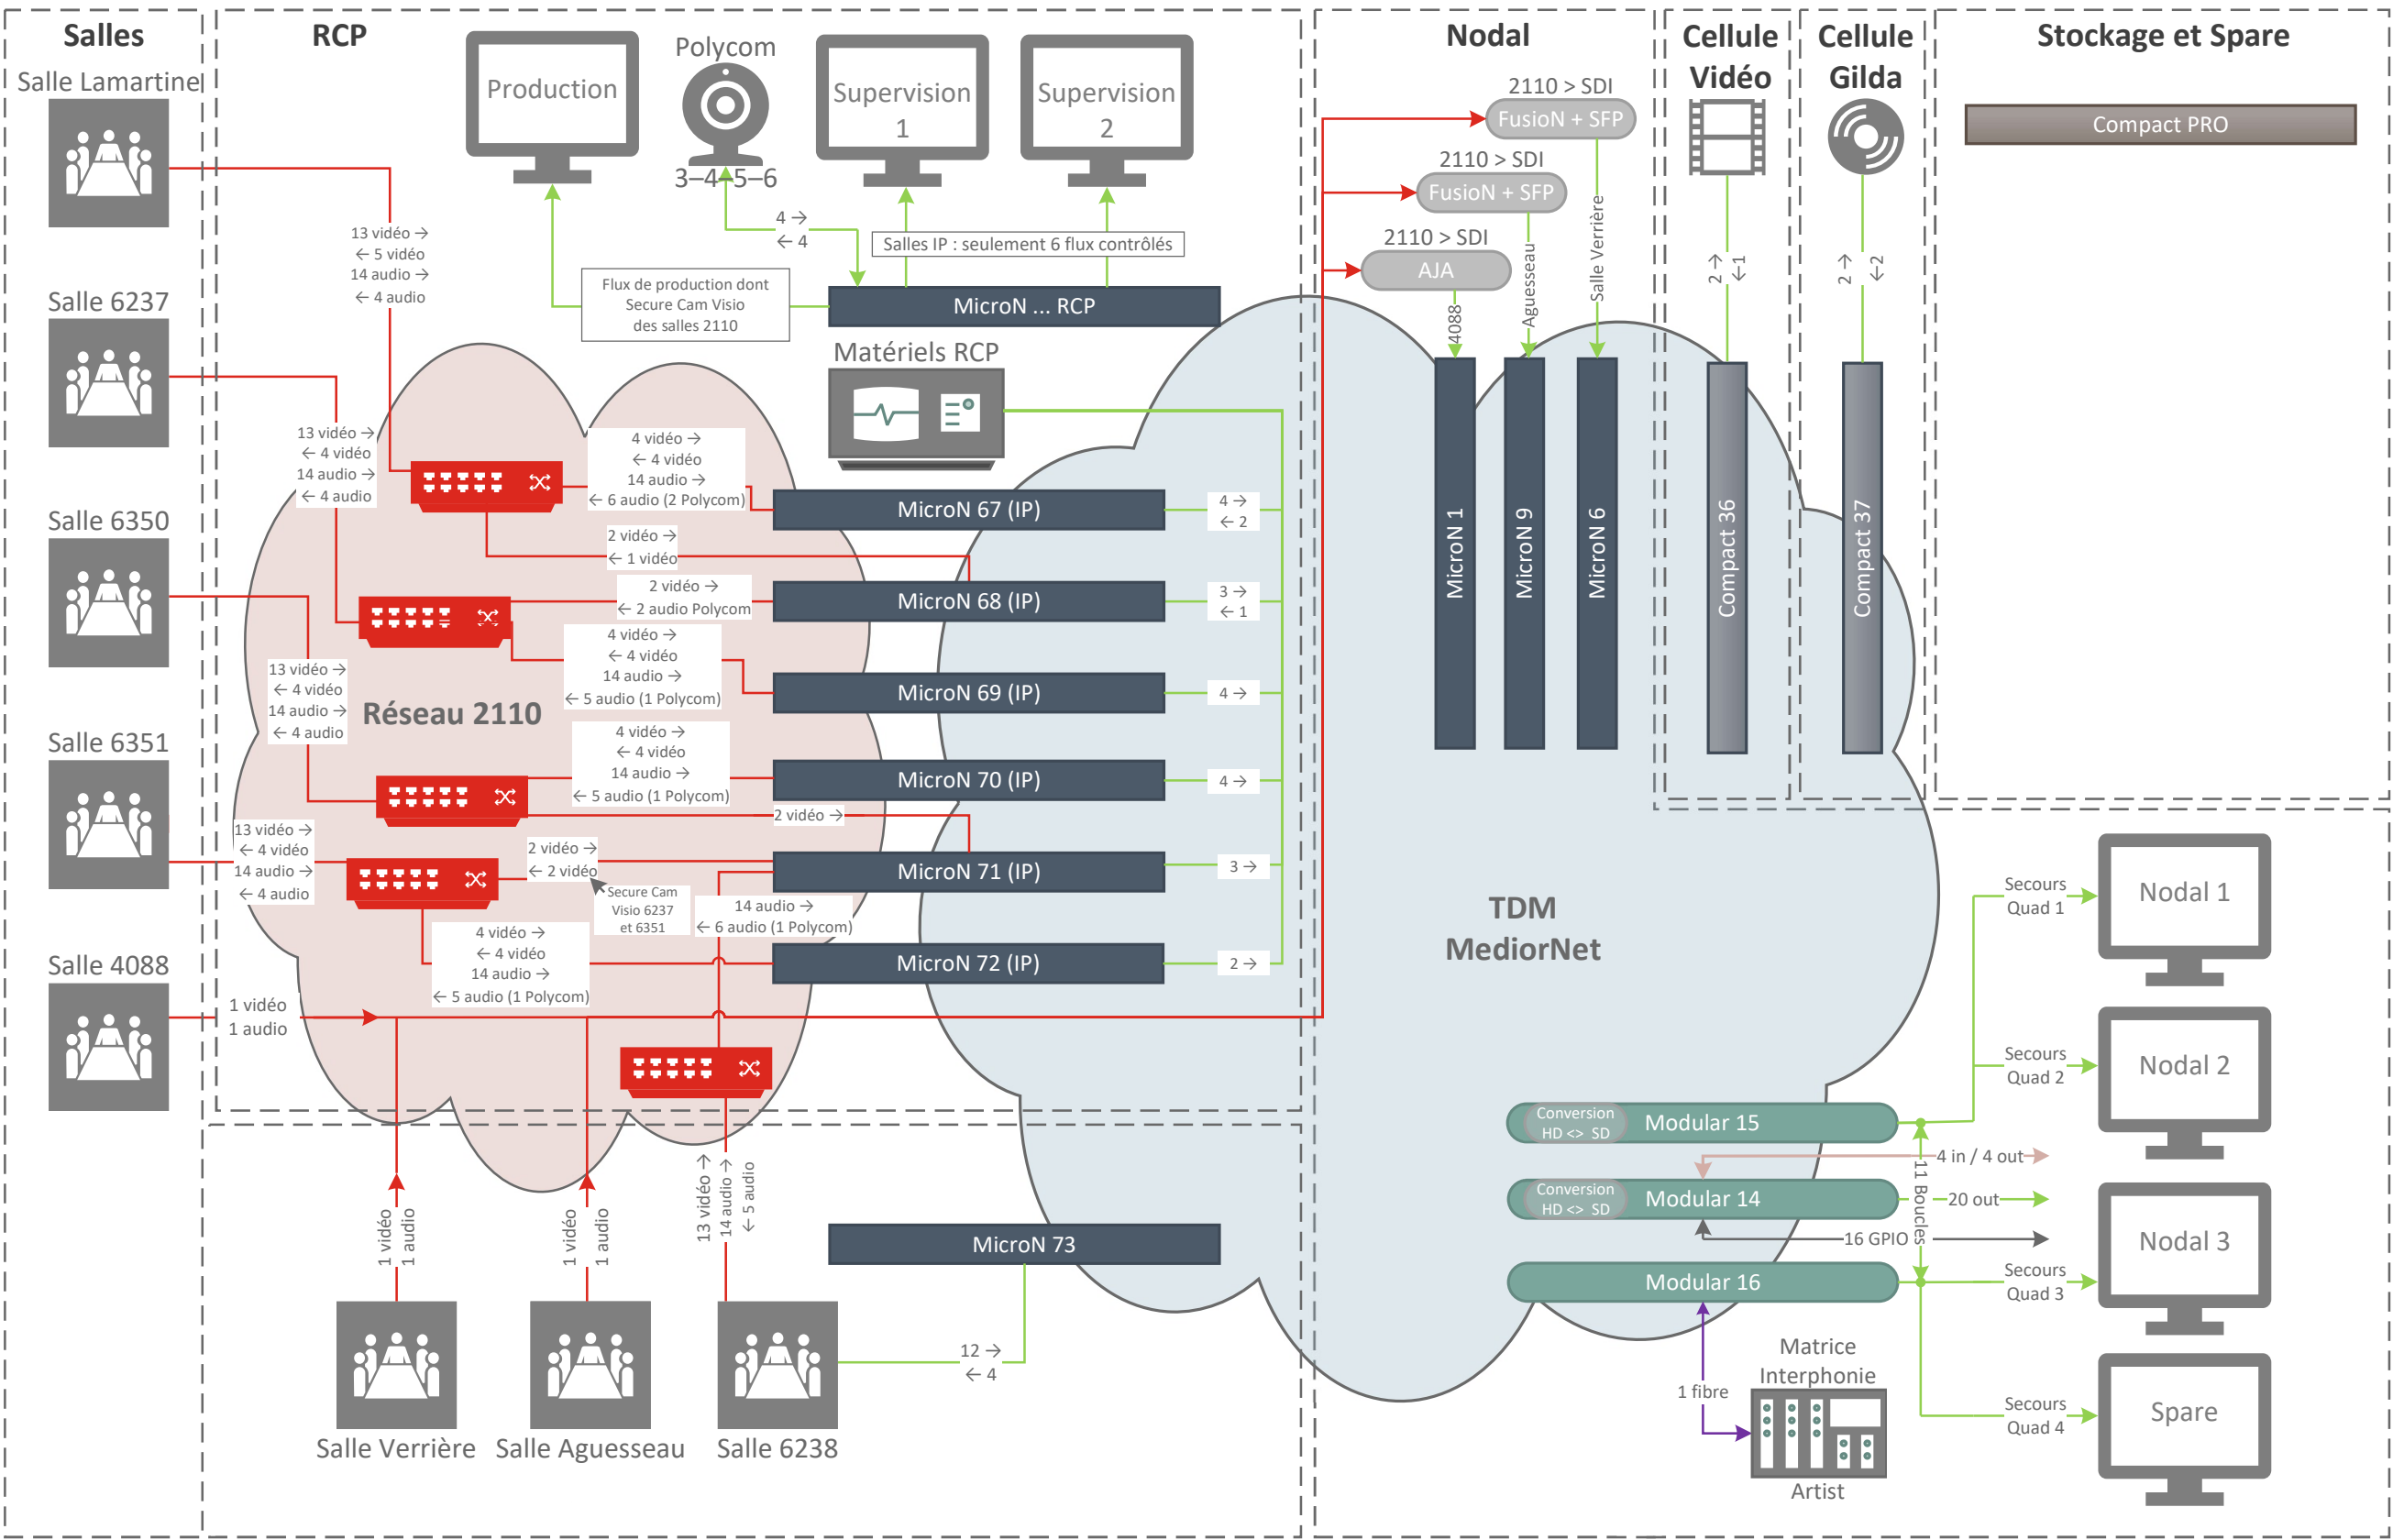 Salles
Salle Lamartine
Salle 6237
Salle 6350
Salle 6351
Salle 4088
RCP
Production
Polycom
3–4–5–6
Supervision
1
Supervision
2
4 →
← 4
Salles IP : seulement 6 flux contrôlés
Flux de production dont
Secure Cam Visio
des salles 2110
MicroN ... RCP
Matériels RCP
13 vidéo →
← 5 vidéo
14 audio →
← 4 audio
13 vidéo →
← 4 vidéo
14 audio →
← 4 audio
4 vidéo →
← 4 vidéo
14 audio →
← 6 audio (2 Polycom)
MicroN 67 (IP)
4 →
← 2
2 vidéo →
← 1 vidéo
2 vidéo →
← 2 audio Polycom
MicroN 68 (IP)
3 →
← 1
4 vidéo →
← 4 vidéo
14 audio →
← 5 audio (1 Polycom)
MicroN 69 (IP)
4 →
13 vidéo →
← 4 vidéo
14 audio →
← 4 audio
Réseau 2110
4 vidéo →
← 4 vidéo
14 audio →
← 5 audio (1 Polycom)
MicroN 70 (IP)
4 →
2 vidéo →
13 vidéo →
← 4 vidéo
14 audio →
← 4 audio
2 vidéo →
← 2 vidéo
MicroN 71 (IP)
3 →
Secure Cam
Visio 6237
et 6351
14 audio →
← 6 audio (1 Polycom)
4 vidéo →
← 4 vidéo
14 audio →
← 5 audio (1 Polycom)
MicroN 72 (IP)
2 →
1 vidéo
1 audio
1 vidéo
1 audio
1 vidéo
1 audio
13 vidéo →
14 audio →
← 5 audio
MicroN 73
12 →
← 4
Salle Verrière
Salle Aguesseau
Salle 6238
Nodal
2110 > SDI
FusioN + SFP
2110 > SDI
FusioN + SFP
2110 > SDI
AJA
4088
Aguesseau
Salle Verrière
MicroN 1
MicroN 9
MicroN 6
Cellule
Vidéo
2 →
←1
Compact 36
Cellule
Gilda
2 →
←2
Compact 37
Stockage et Spare
Compact PRO
TDM
MediorNet
Conversion
HD <> SD
Modular 15
4 in / 4 out
Conversion
HD <> SD
Modular 14
20 out
11 Boucles
16 GPIO
Modular 16
Secours
Quad 1
Nodal 1
Secours
Quad 2
Nodal 2
Secours
Quad 3
Nodal 3
Secours
Quad 4
Spare
1 fibre
Matrice
Interphonie
Artist